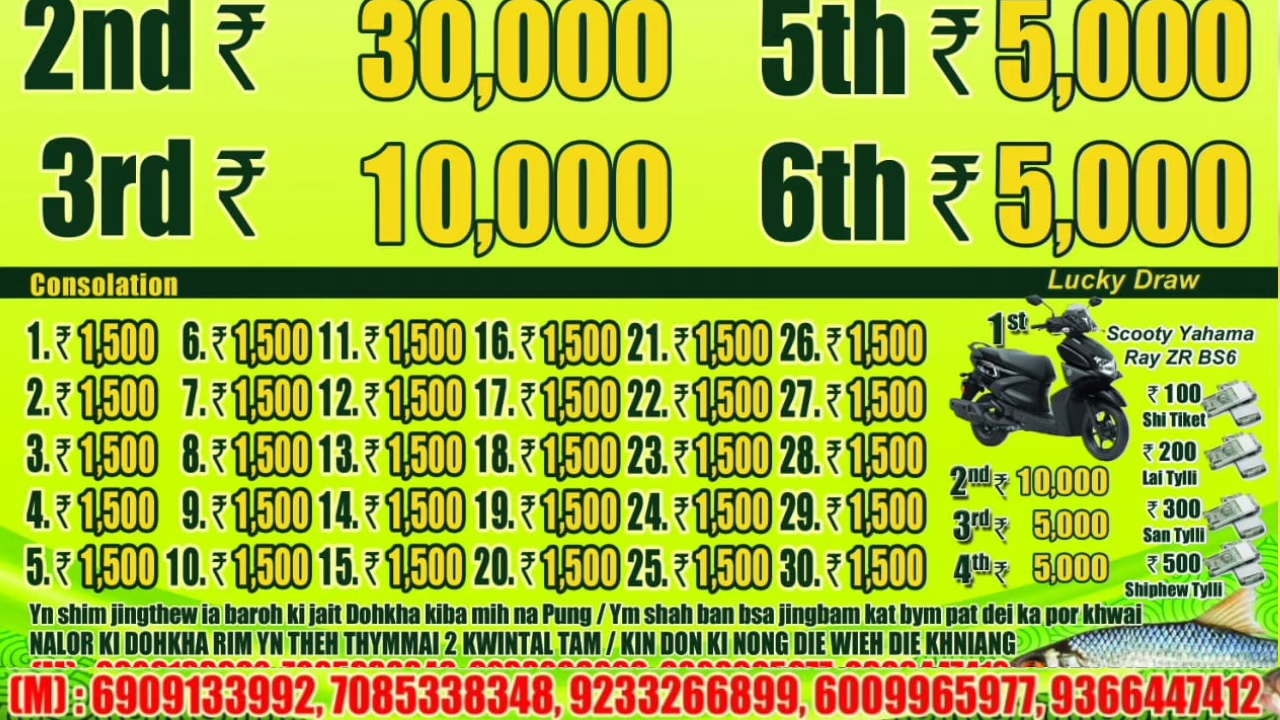 2nd ₹ 30,000 5th ₹ 5,000
3rd ₹ 10,000 6th ₹ 5,000
Consolation
Lucky Draw
1. ₹ 1,500 6. ₹ 1,500 11. ₹ 1,500 16. ₹ 1,500 21. ₹ 1,500 26. ₹ 1,500
2. ₹ 1,500 7. ₹ 1,500 12. ₹ 1,500 17. ₹ 1,500 22. ₹ 1,500 27. ₹ 1,500
3. ₹ 1,500 8. ₹ 1,500 13. ₹ 1,500 18. ₹ 1,500 23. ₹ 1,500 28. ₹ 1,500
4. ₹ 1,500 9. ₹ 1,500 14. ₹ 1,500 19. ₹ 1,500 24. ₹ 1,500 29. ₹ 1,500
5. ₹ 1,500 10. ₹ 1,500 15. ₹ 1,500 20. ₹ 1,500 25. ₹ 1,500 30. ₹ 1,500
1st
Scooty Yahama
Ray ZR BS6
2nd ₹ 10,000
3rd ₹ 5,000
4th ₹ 5,000
₹ 100
Shi Tiket
₹ 200
Lai Tylli
₹ 300
San Tylli
₹ 500
Shiphew Tylli
Yn shim jingthew ia baroh ki jait Dohkha kiba mih na Pung / Ym shah ban bsa jingbam kat bym pat dei ka por khwai
NALOR KI DOHKHA RIM YN THEH THYMMAI 2 KWINTAL TAM / KIN DON KI NONG DIE WIEH DIE KHNIANG
(M) : 6909133992, 7085338348, 9233266899, 6009965977, 9366447412